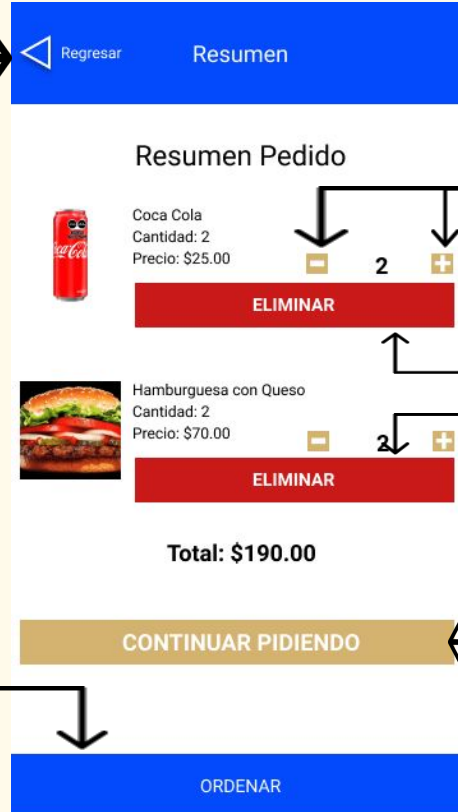 Regresar
Resumen
Resumen Pedido
Coca Cola
Cantidad: 2
Precio: $25.00
2
ELIMINAR
Hamburguesa con Queso
Cantidad: 2
Precio: $70.00
2
ELIMINAR
Total: $190.00
CONTINUAR PIDIENDO
ORDENAR